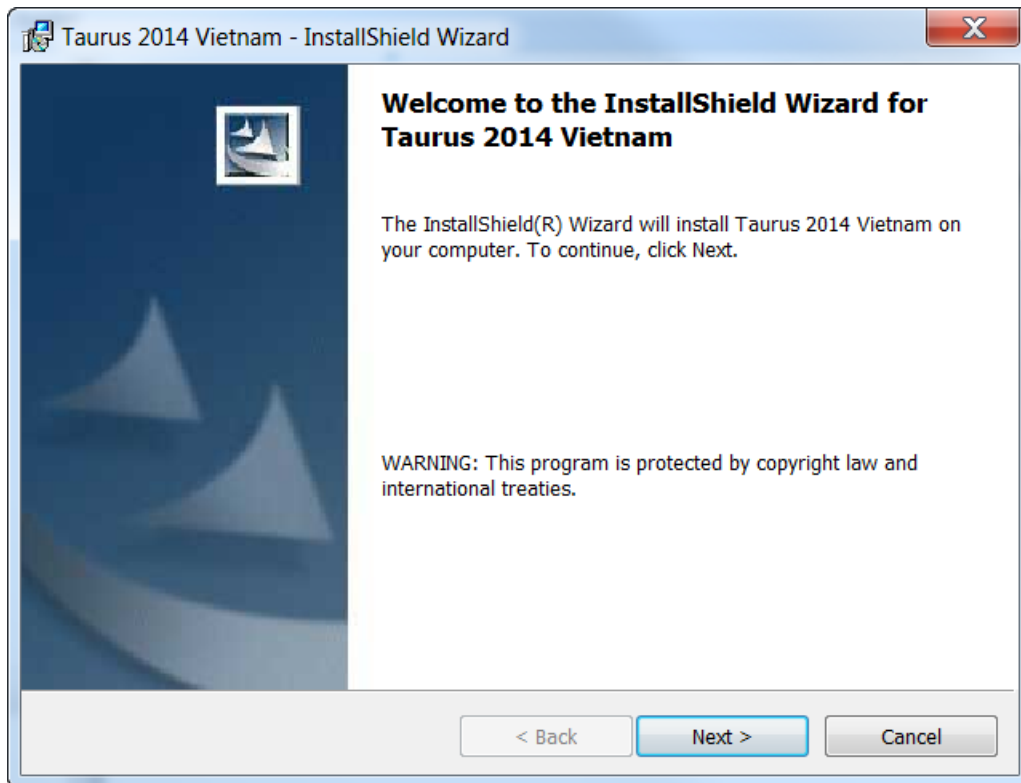 Taurus 2014 Vietnam - InstallShield Wizard
Welcome to the InstallShield Wizard for
Taurus 2014 Vietnam
The InstallShield(R) Wizard will install Taurus 2014 Vietnam on
your computer. To continue, click Next.
WARNING: This program is protected by copyright law and
international treaties.
< Back Next > Cancel